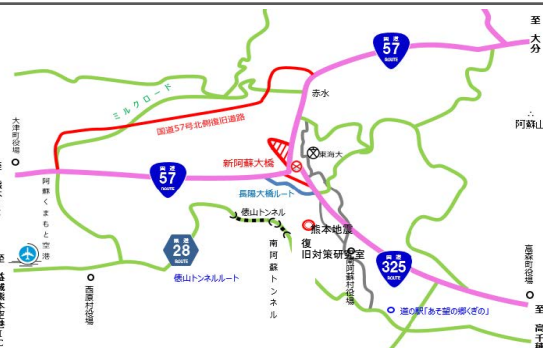 至 大分
国道
57
ROUTE
赤水
ミルクロード
国道57号北側復旧道路
阿蘇山
大津町役場
新阿蘇大橋
東海大
国道
57
ROUTE
長陽大橋ルート
阿蘇くまもと空港
俵山トンネル
県道
28
ROUTE
熊本地震
復
旧対策研究室
南阿蘇村役場
国道
325
ROUTE
高森町役場
俵山トンネルルート
南阿蘇トンネル
西原村役場
道の駅「あそ望の郷くぎの」
至
至 高千穂